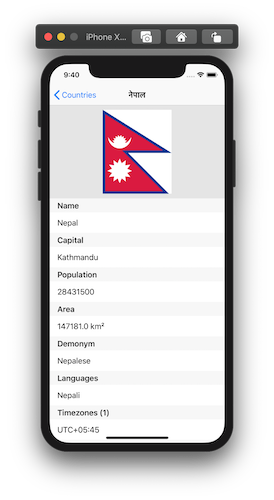 iPhone X...
9:40
Countries
नेपाल
Name
Nepal
Capital
Kathmandu
Population
28431500
Area
147181.0 km²
Demonym
Nepalese
Languages
Nepali
Timezones (1)
UTC+05:45